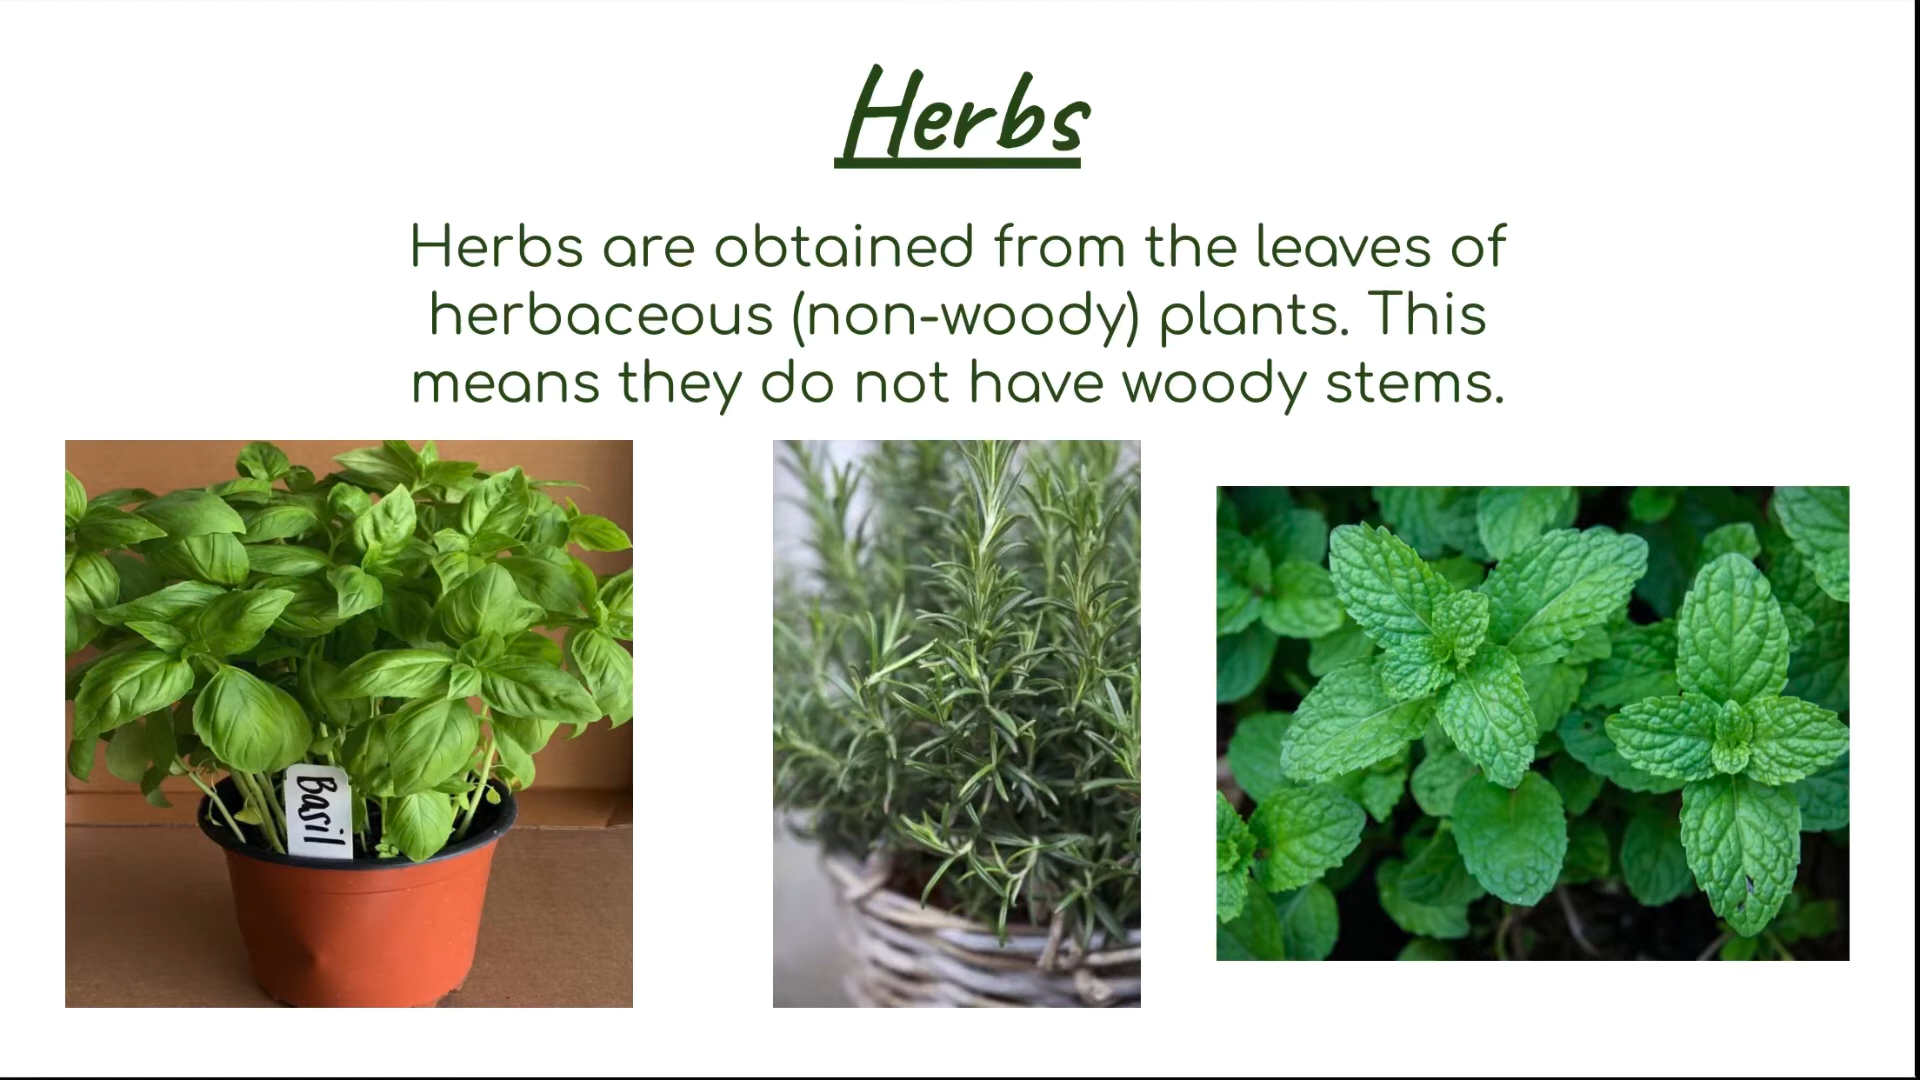 Herbs
Herbs are obtained from the leaves of
herbaceous (non-woody) plants. This
means they do not have woody stems.
Basil